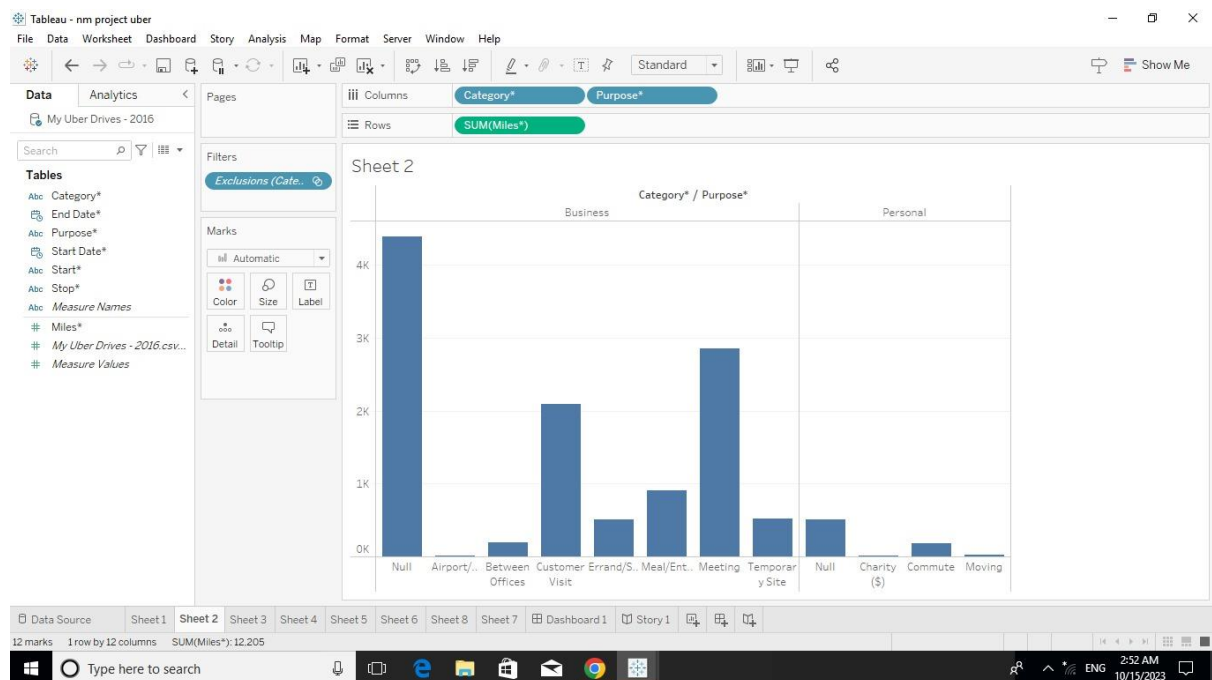 Tableau - nm project uber
File Data Worksheet Dashboard Story Analysis Map Format Server Window Help
Standard
Show Me
Data Analytics
My Uber Drives - 2016
Search
Tables
Abc Category*
End Date*
Abc Purpose*
Start Date*
Abc Start*
Abc Stop*
Abc Measure Names
# Miles*
# My Uber Drives - 2016.csv...
# Measure Values
Pages
Filters
Exclusions (Cate..
Marks
Automatic
Color Size Label
Detail Tooltip
Columns Category* Purpose*
Rows SUM(Miles*)
Sheet 2
Category* / Purpose*
Business Personal
4K
3K
2K
1K
0K
Null Airport/.. Between Customer Errand/S.. Meal/Ent.. Meeting Temporar Null Charity Commute Moving
Offices Visit y Site ($)
Data Source Sheet 1 Sheet 2 Sheet 3 Sheet 4 Sheet 5 Sheet 6 Sheet 8 Sheet 7 Dashboard 1 Story 1
12 marks 1 row by 12 columns SUM(Miles*): 12,205
Type here to search
ENG
2:52 AM
10/15/2023